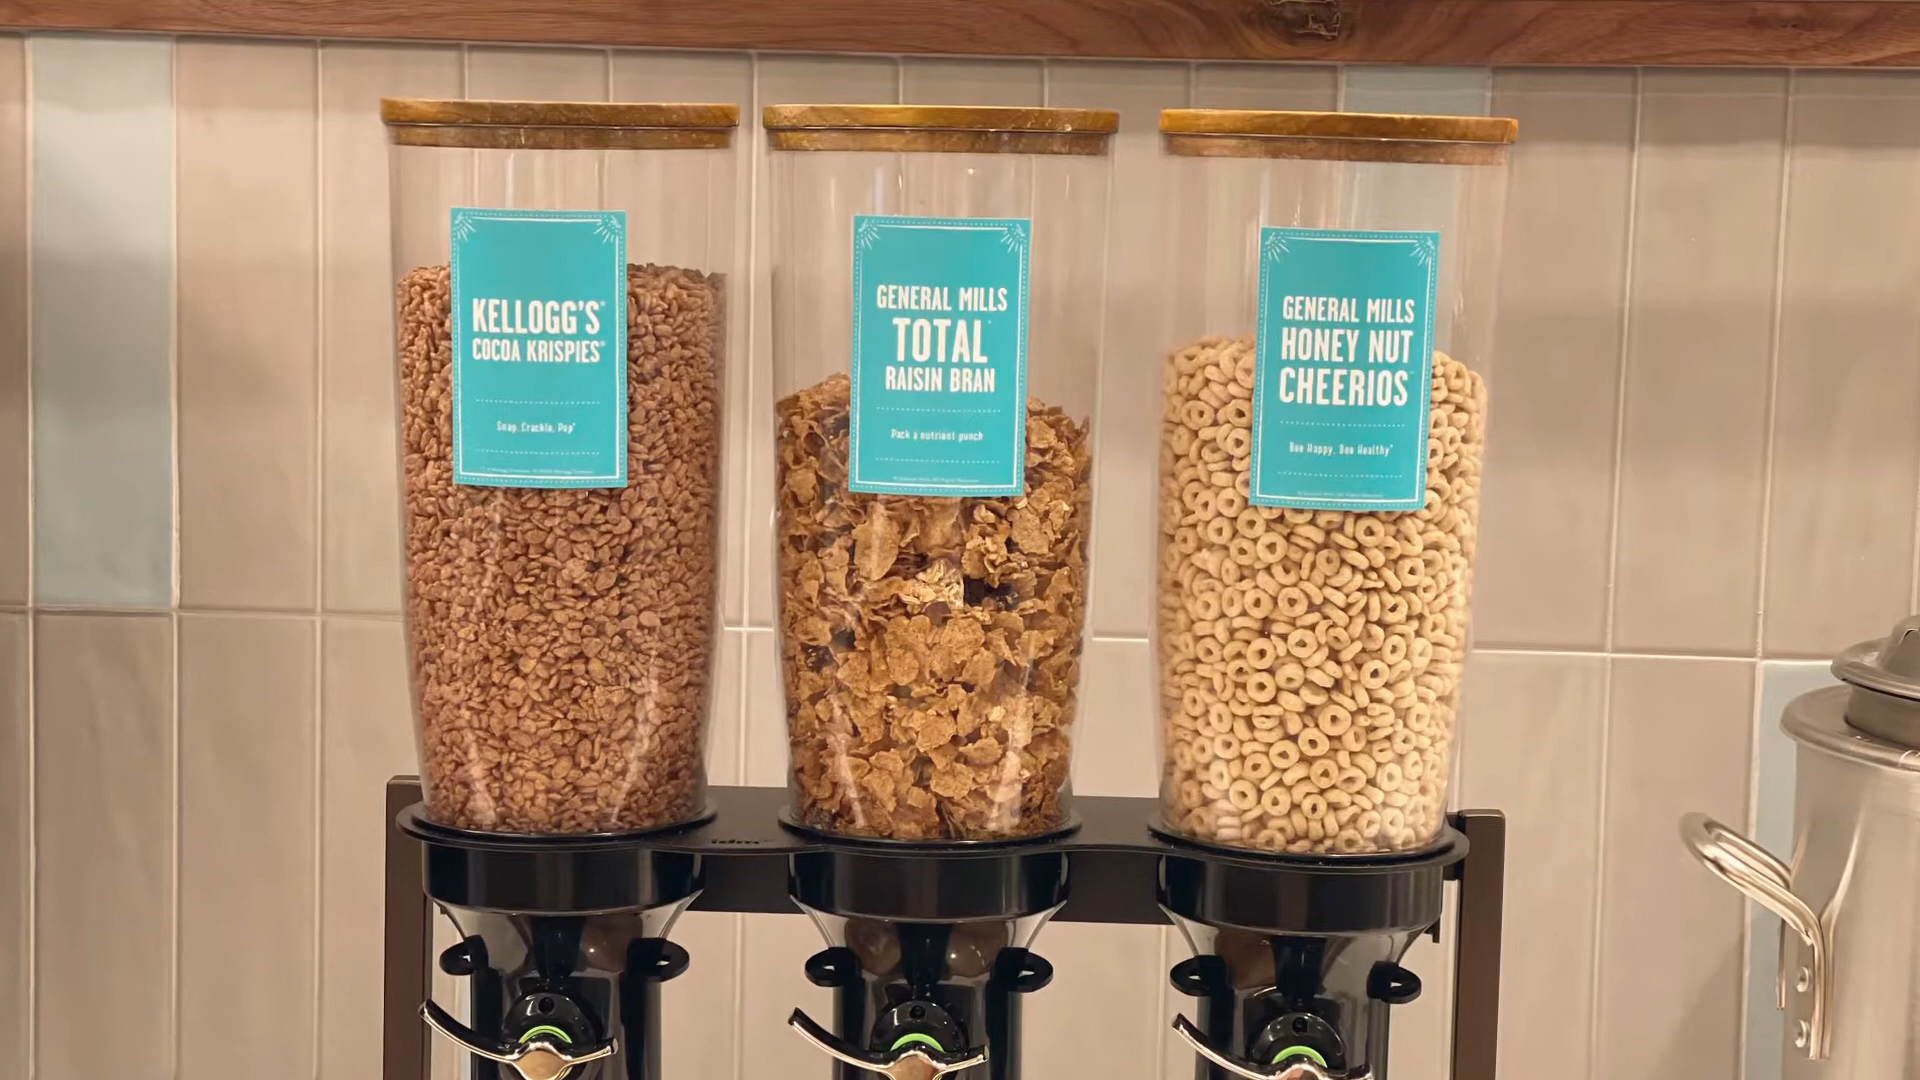 KELLOGG'S®
COCOA KRISPIES®
Snap, Crackle, Pop®
GENERAL MILLS
TOTAL
RAISIN BRAN
Pack a nutrient punch
GENERAL MILLS
HONEY NUT
CHEERIOS
Bee Happy, Bee Healthy
idm